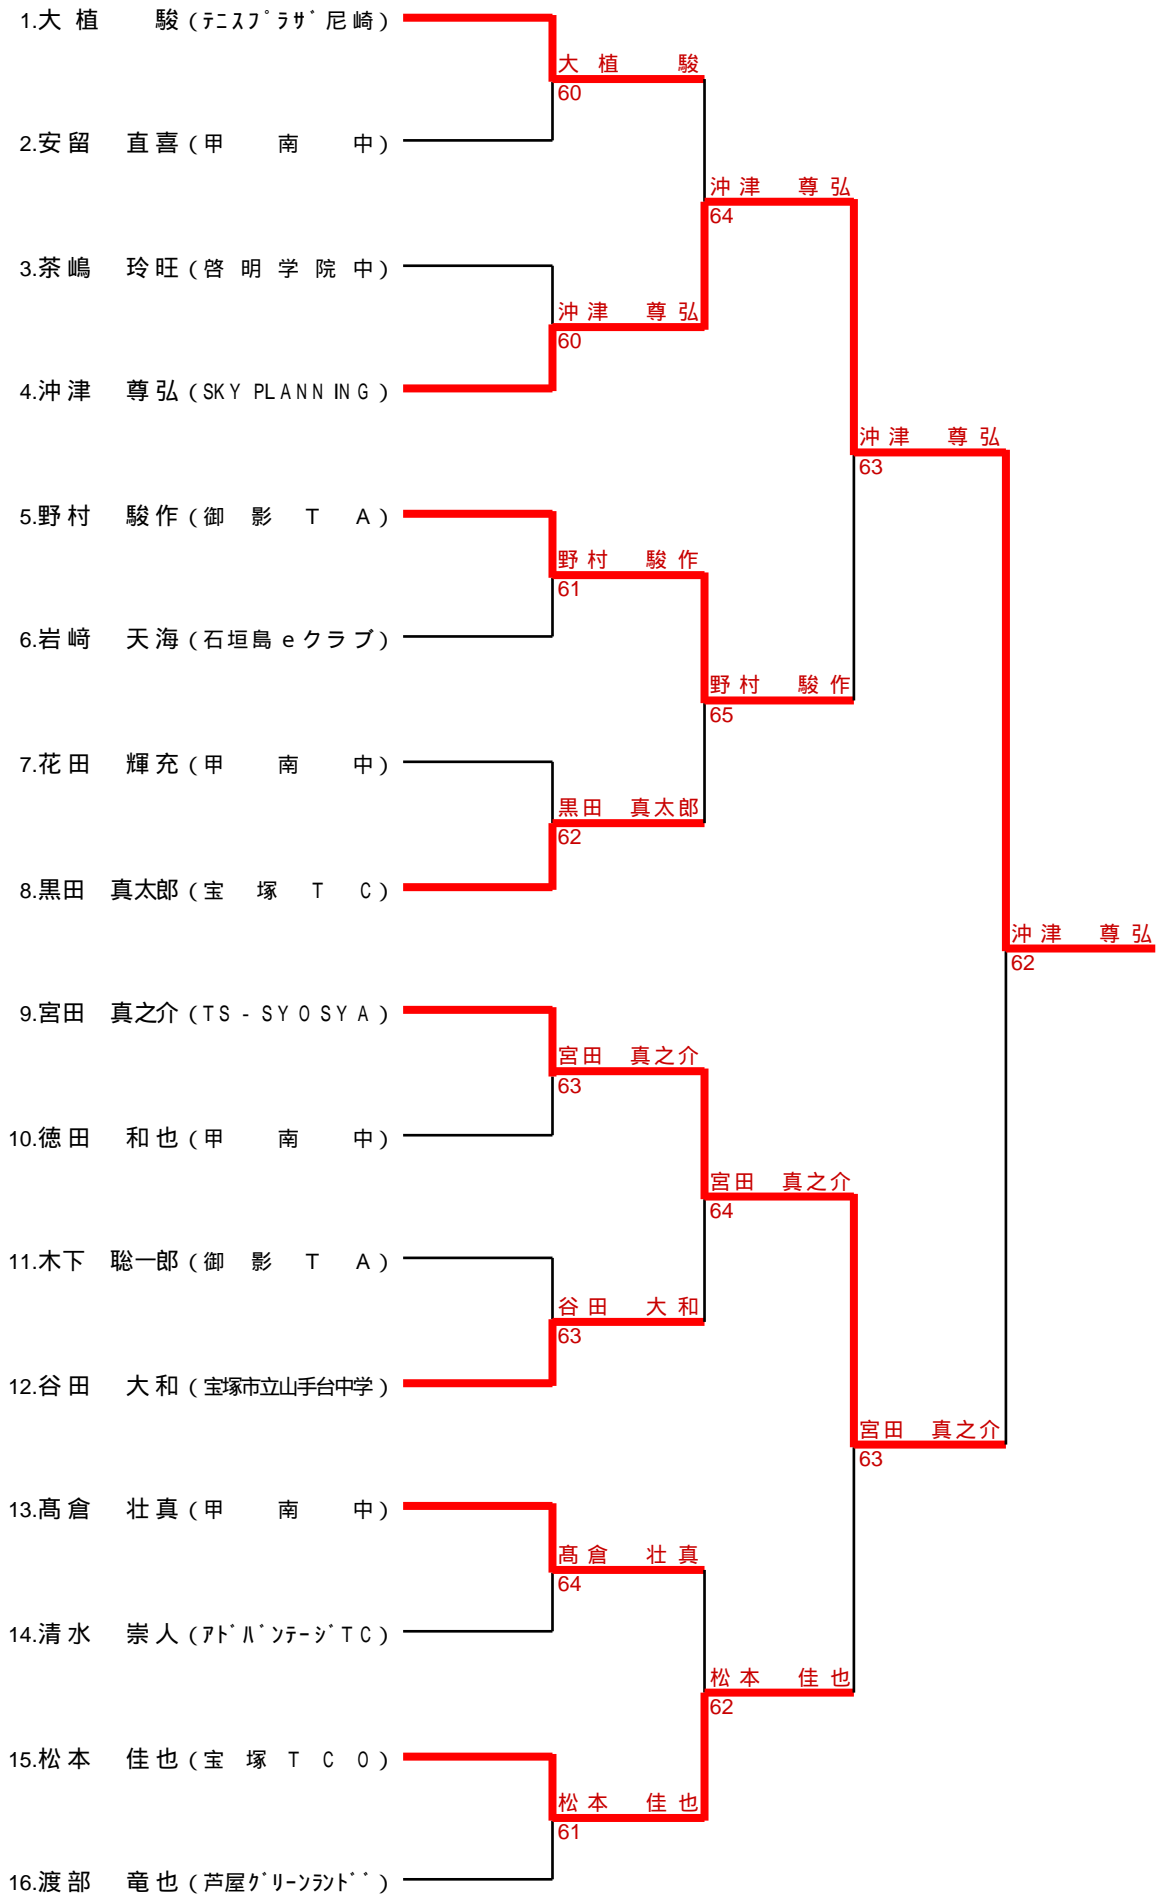 1.大植 駿(ﾃﾆｽﾌﾟﾗｻﾞ尼崎)
大植 駿
60
2.安留 直喜(甲南中)
沖津 尊弘
64
3.茶嶋 玲旺(啓明学院中)
沖津 尊弘
60
4.沖津 尊弘(SKY PLANNING)
沖津 尊弘
63
5.野村 駿作(御影TA)
野村 駿作
61
6.岩﨑 天海(石垣島eクラブ)
野村 駿作
65
7.花田 輝充(甲南中)
黒田 真太郎
62
8.黒田 真太郎(宝塚TC)
沖津 尊弘
62
9.宮田 真之介(TS-SYOSYA)
宮田 真之介
63
10.徳田 和也(甲南中)
宮田 真之介
64
11.木下 聡一郎(御影TA)
谷田 大和
63
12.谷田 大和(宝塚市立山手台中学)
宮田 真之介
63
13.髙倉 壮真(甲南中)
髙倉 壮真
64
14.清水 崇人(ｱﾄﾞﾊﾞﾝﾃｰｼﾞTC)
松本 佳也
62
15.松本 佳也(宝塚TCO)
松本 佳也
61
16.渡部 竜也(芦屋ｸﾞﾘｰﾝﾗﾝﾄﾞﾞ)